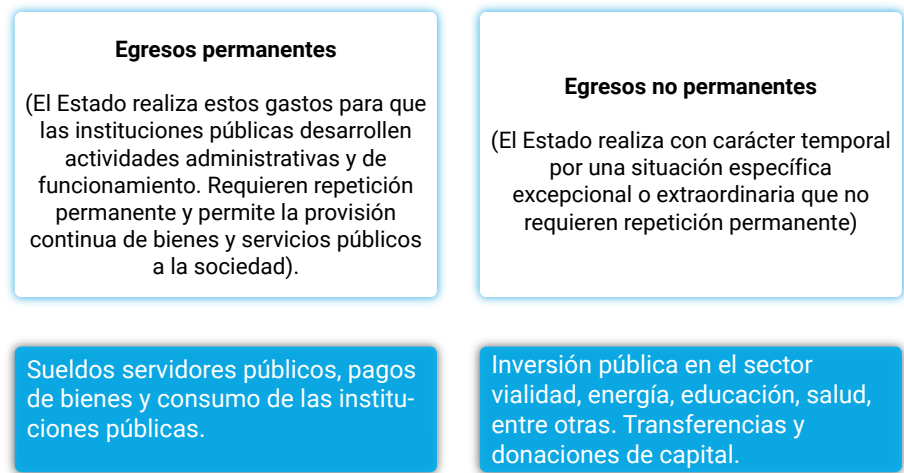 Egresos permanentes
(El Estado realiza estos gastos para que
las instituciones públicas desarrollen
actividades administrativas y de
funcionamiento. Requieren repetición
permanente y permite la provisión
continua de bienes y servicios públicos
a la sociedad).
Egresos no permanentes
(El Estado realiza con carácter temporal
por una situación específica
excepcional o extraordinaria que no
requieren repetición permanente)
Sueldos servidores públicos, pagos
de bienes y consumo de las institu-
ciones públicas.
Inversión pública en el sector
vialidad, energía, educación, salud,
entre otras. Transferencias y
donaciones de capital.